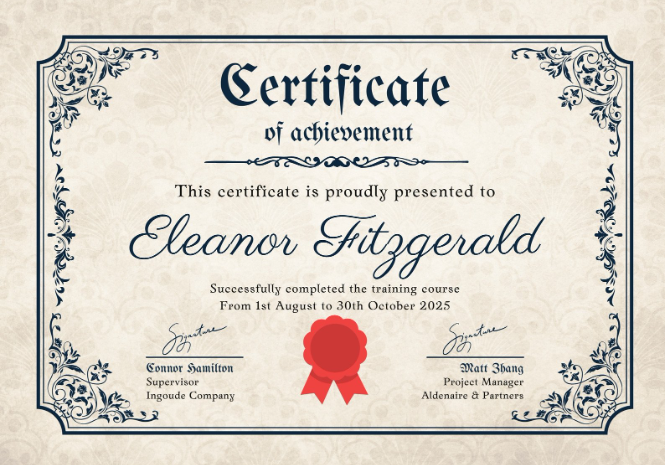 Certificate
of achievement
This certificate is proudly presented to
Eleanor Fitzgerald
Successfully completed the training course
From 1st August to 30th October 2025
Signature
Signature
Connor Hamilton
Matt Zhang
Supervisor
Project Manager
Ingoude Company
Aldenaire & Partners